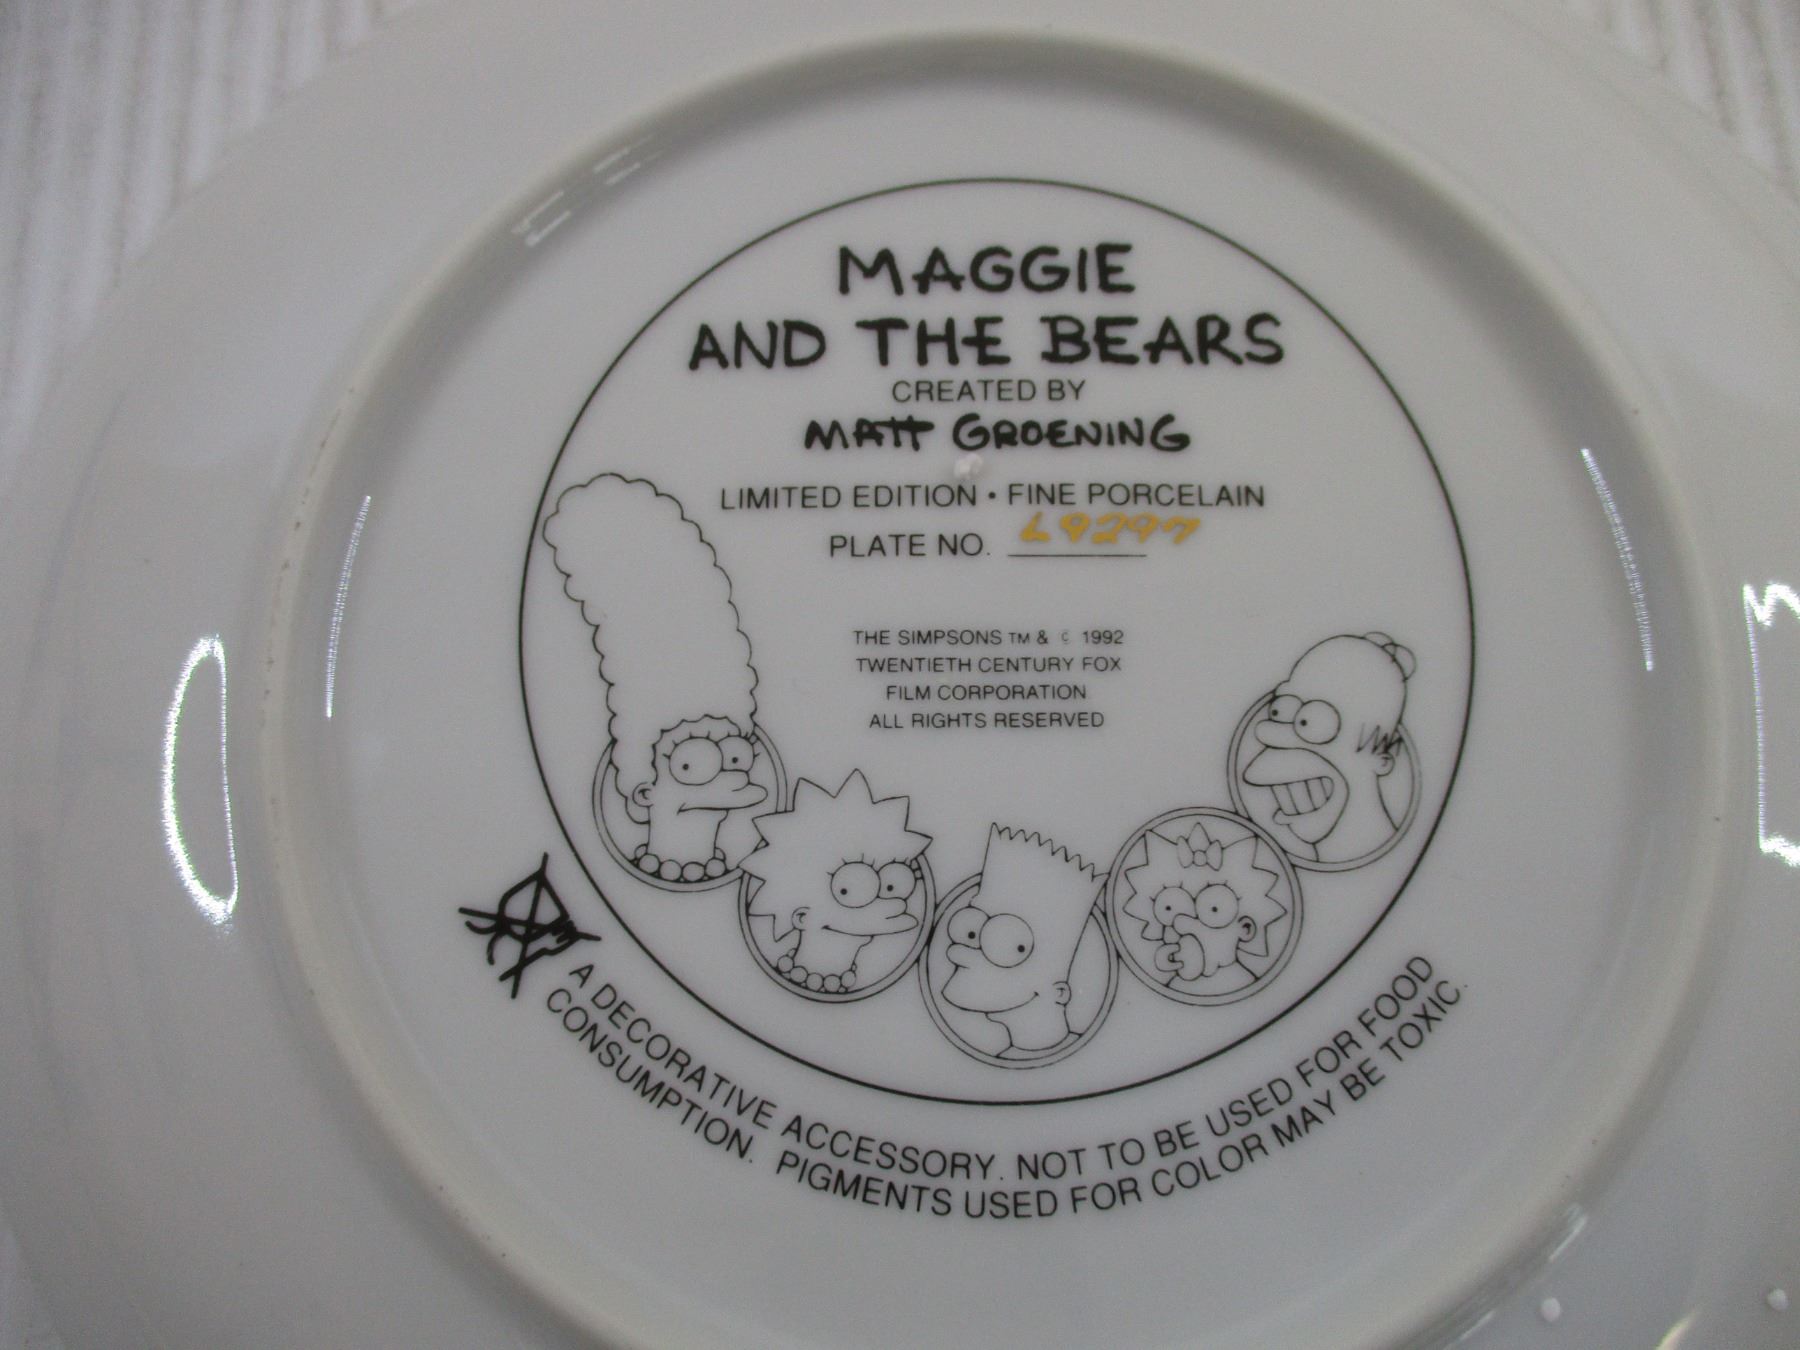 MAGGIE
AND THE BEARS
CREATED BY
MATT GROENING
LIMITED EDITION • FINE PORCELAIN
PLATE NO. L9297
THE SIMPSONS TM & © 1992
TWENTIETH CENTURY FOX
FILM CORPORATION
ALL RIGHTS RESERVED
A DECORATIVE ACCESSORY. NOT TO BE USED FOR FOOD
CONSUMPTION. PIGMENTS USED FOR COLOR MAY BE TOXIC.